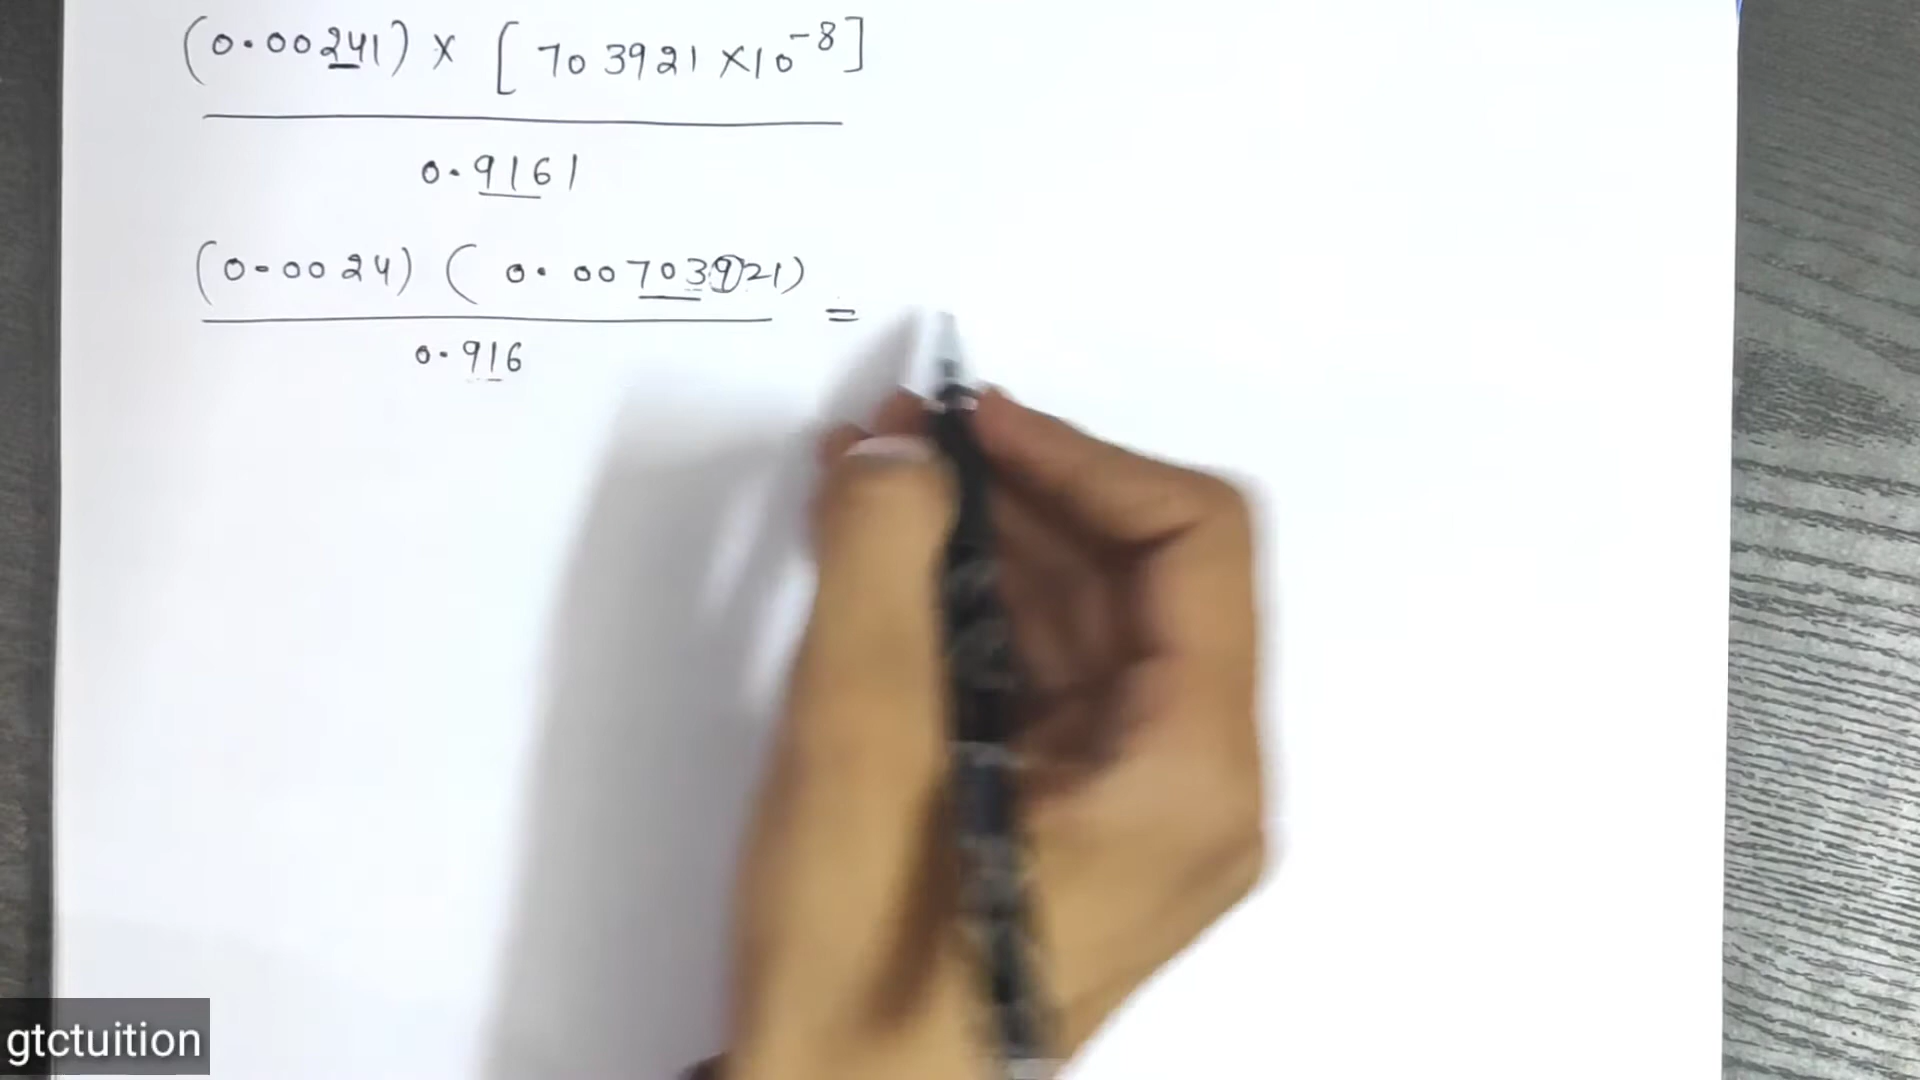 (0.00241) × [703921 × 10⁻⁸]
0.9161
(0.0024) (0.00703921) =
0.916
gtctuition